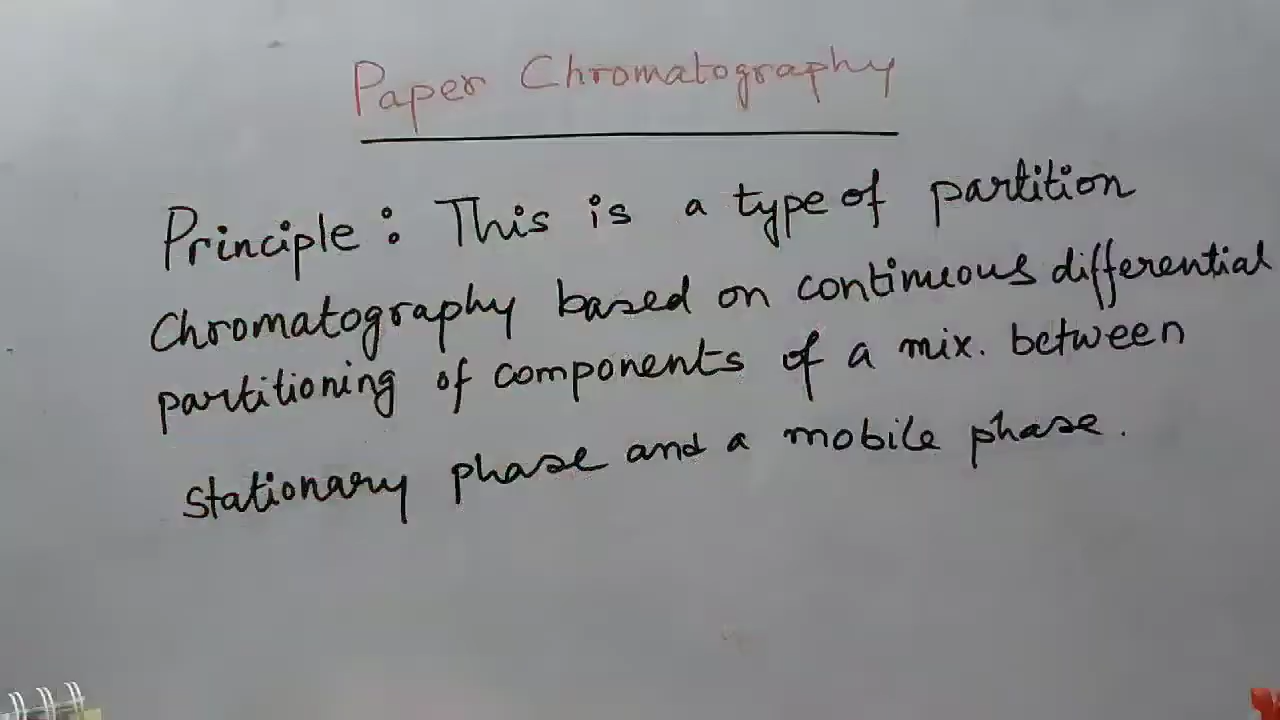 Paper Chromatography
Principle: This is a type of partition
Chromatography based on continuous differential
partitioning of components of a mix. between
stationary phase and a mobile phase.